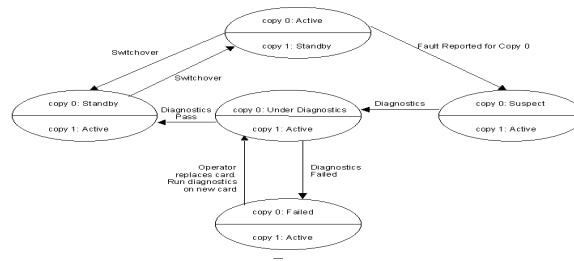 copy 0: Active
copy 1: Standby
Switchover
Switchover
Fault Reported for Copy 0
copy 0: Standby
copy 1: Active
Diagnostics
Pass
copy 0: Under Diagnostics
copy 1: Active
Diagnostics
copy 0: Suspect
copy 1: Active
Operator
replaces card.
Run diagnostics
on new card
Diagnostics
Failed
copy 0: Failed
copy 1: Active